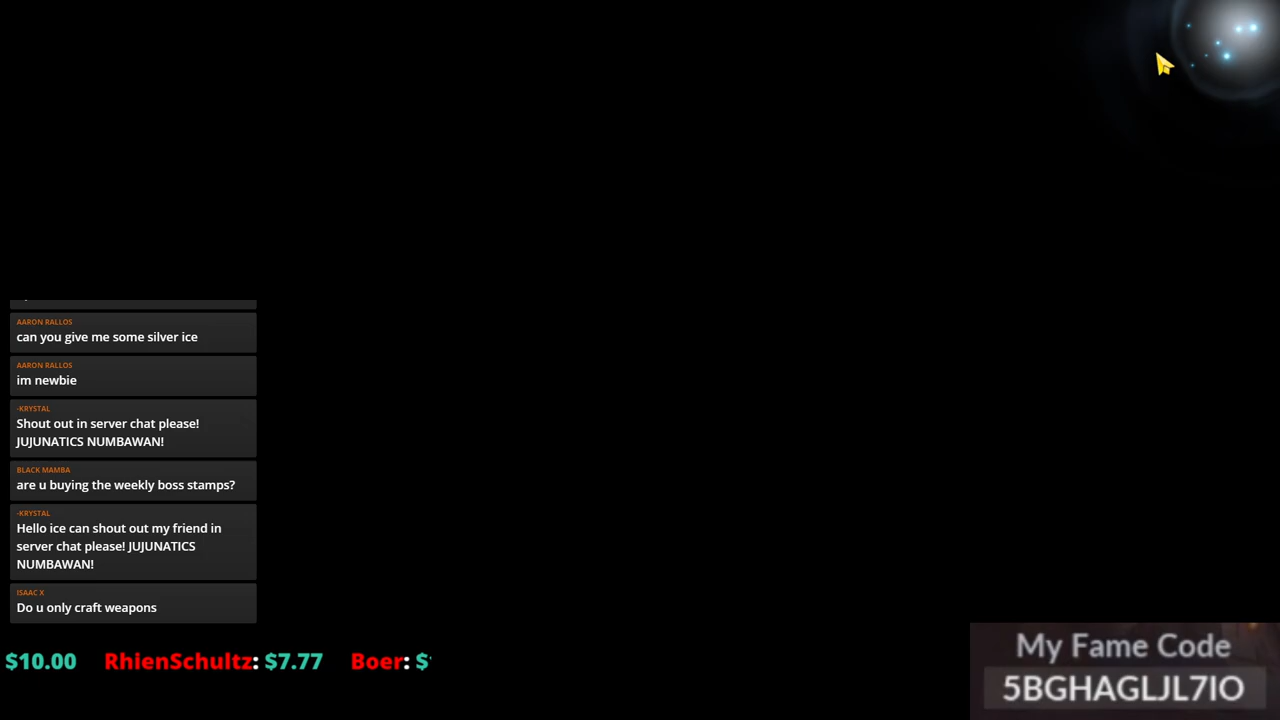 AARON RALLOS
can you give me some silver ice
AARON RALLOS
im newbie
-KRYSTAL
Shout out in server chat please!
JUJUNATICS NUMBAWAN!
BLACK MAMBA
are u buying the weekly boss stamps?
-KRYSTAL
Hello ice can shout out my friend in
server chat please! JUJUNATICS
NUMBAWAN!
ISAAC X
Do u only craft weapons
$10.00 RhienSchultz: $7.77 Boer: $
My Fame Code
5BGHAGLJL7IO